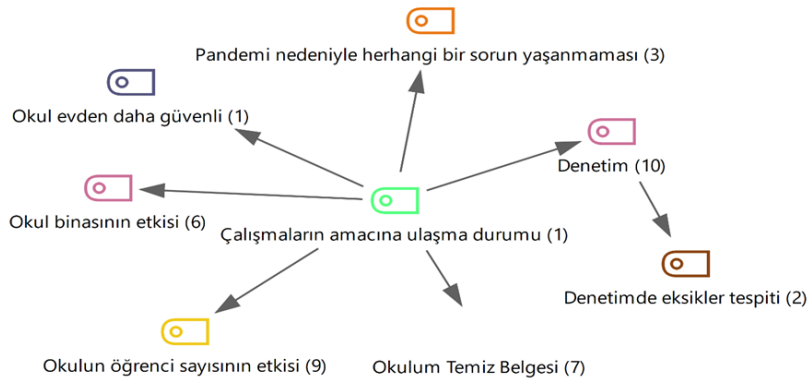 Pandemi nedeniyle herhangi bir sorun yaşanmaması (3)
Okul evden daha güvenli (1)
Denetim (10)
Okul binasının etkisi (6)
Çalışmaların amacına ulaşma durumu (1)
Denetimde eksikler tespiti (2)
Okulun öğrenci sayısının etkisi (9)
Okulum Temiz Belgesi (7)